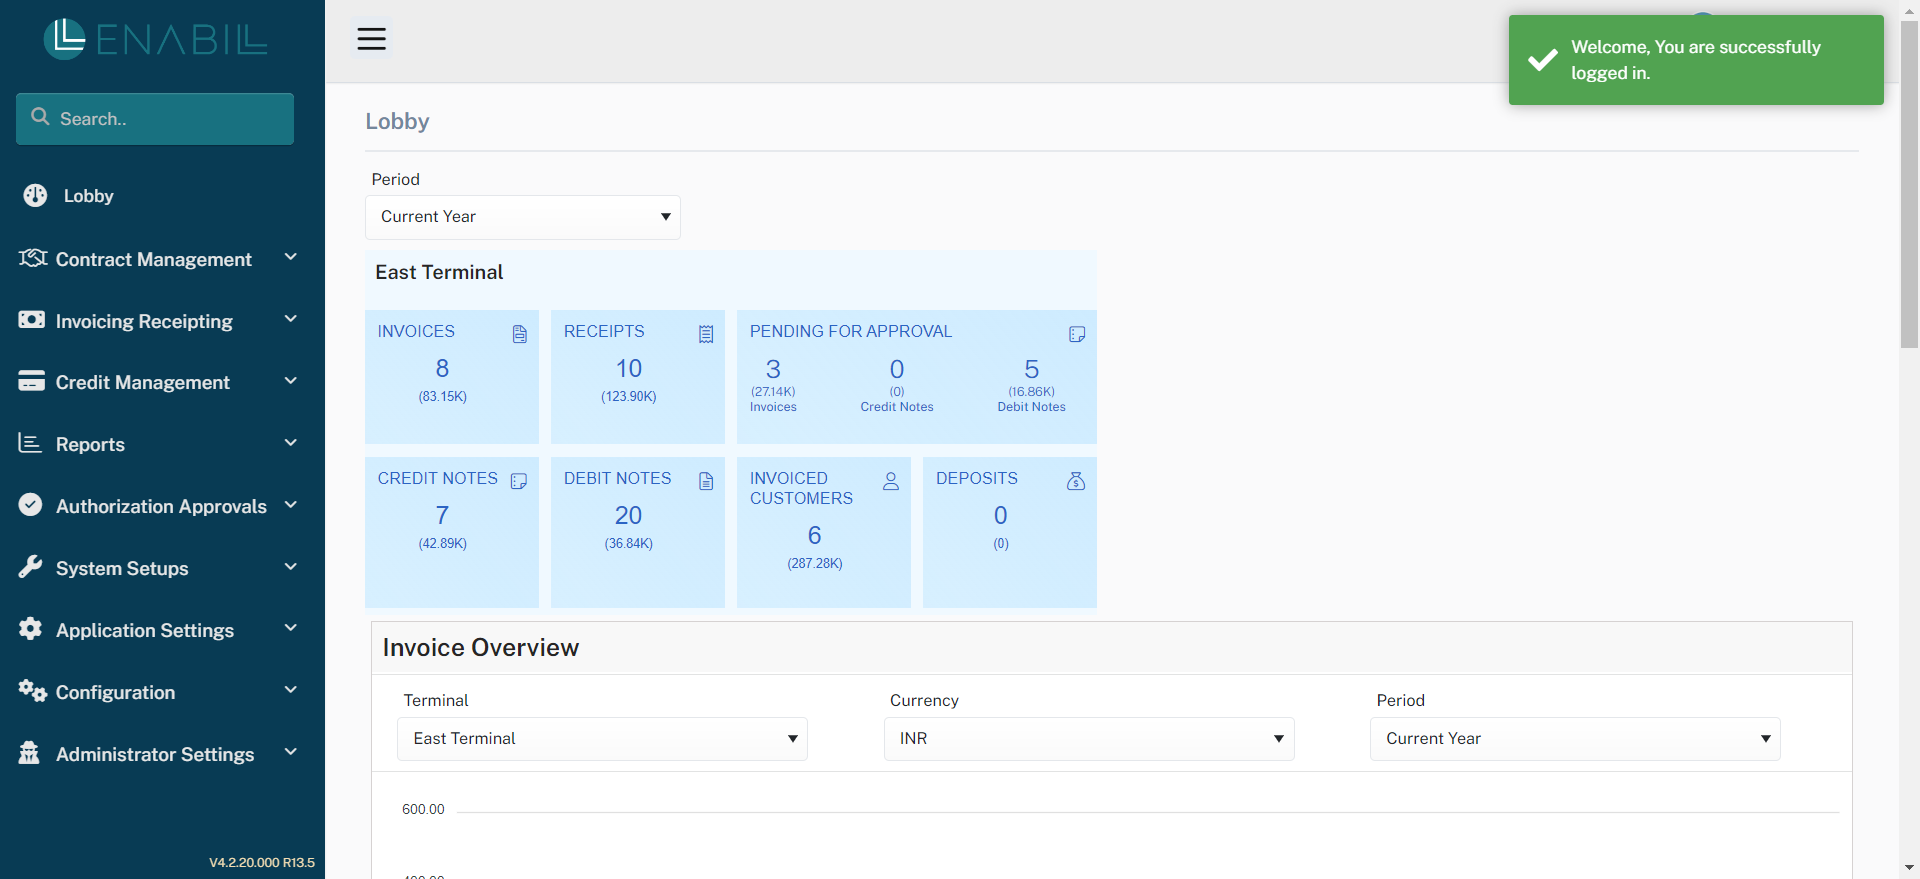 ENABILL
Search..
Lobby
Contract Management
Invoicing Receipting
Credit Management
Reports
Authorization Approvals
System Setups
Application Settings
Configuration
Administrator Settings
V4.2.20.000 R13.5
Welcome, You are successfully
logged in.
Lobby
Period
Current Year
East Terminal
INVOICES
8
(83.15K)
RECEIPTS
10
(123.90K)
PENDING FOR APPROVAL
3 0 5
(27.14K) (0) (16.86K)
Invoices Credit Notes Debit Notes
CREDIT NOTES
7
(42.89K)
DEBIT NOTES
20
(36.84K)
INVOICED
CUSTOMERS
6
(287.28K)
DEPOSITS
0
(0)
Invoice Overview
Terminal Currency Period
East Terminal INR Current Year
600.00